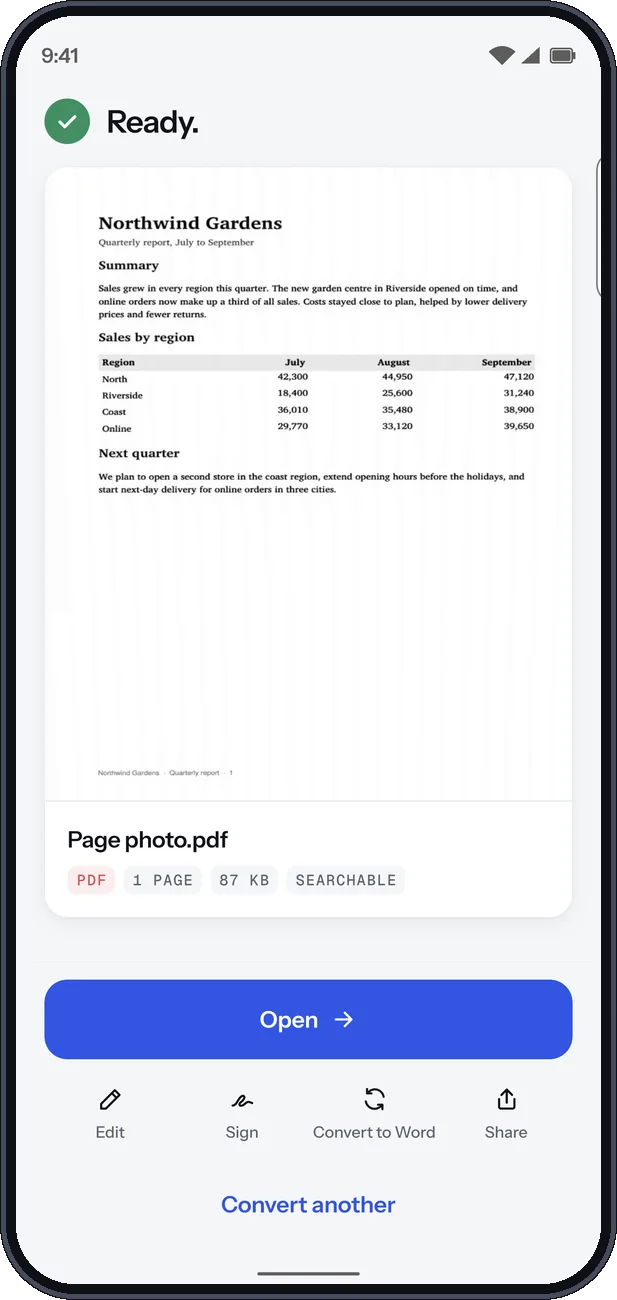 9:41
Ready.
Northwind Gardens
Quarterly report, July to September
Summary
Sales grew in every region this quarter. The new garden centre in Riverside opened on time, and
online orders now make up a third of all sales. Costs stayed close to plan, helped by lower delivery
prices and fewer returns.
Sales by region
Region July August September
North 42,300 44,950 47,120
Riverside 18,400 25,600 31,240
Coast 36,010 35,480 38,900
Online 29,770 33,120 39,650
Next quarter
We plan to open a second store in the coast region, extend opening hours before the holidays, and
start next-day delivery for online orders in three cities.
Northwind Gardens · Quarterly report · 1
Page photo.pdf
PDF 1 PAGE 87 KB SEARCHABLE
Open
Edit Sign Convert to Word Share
Convert another